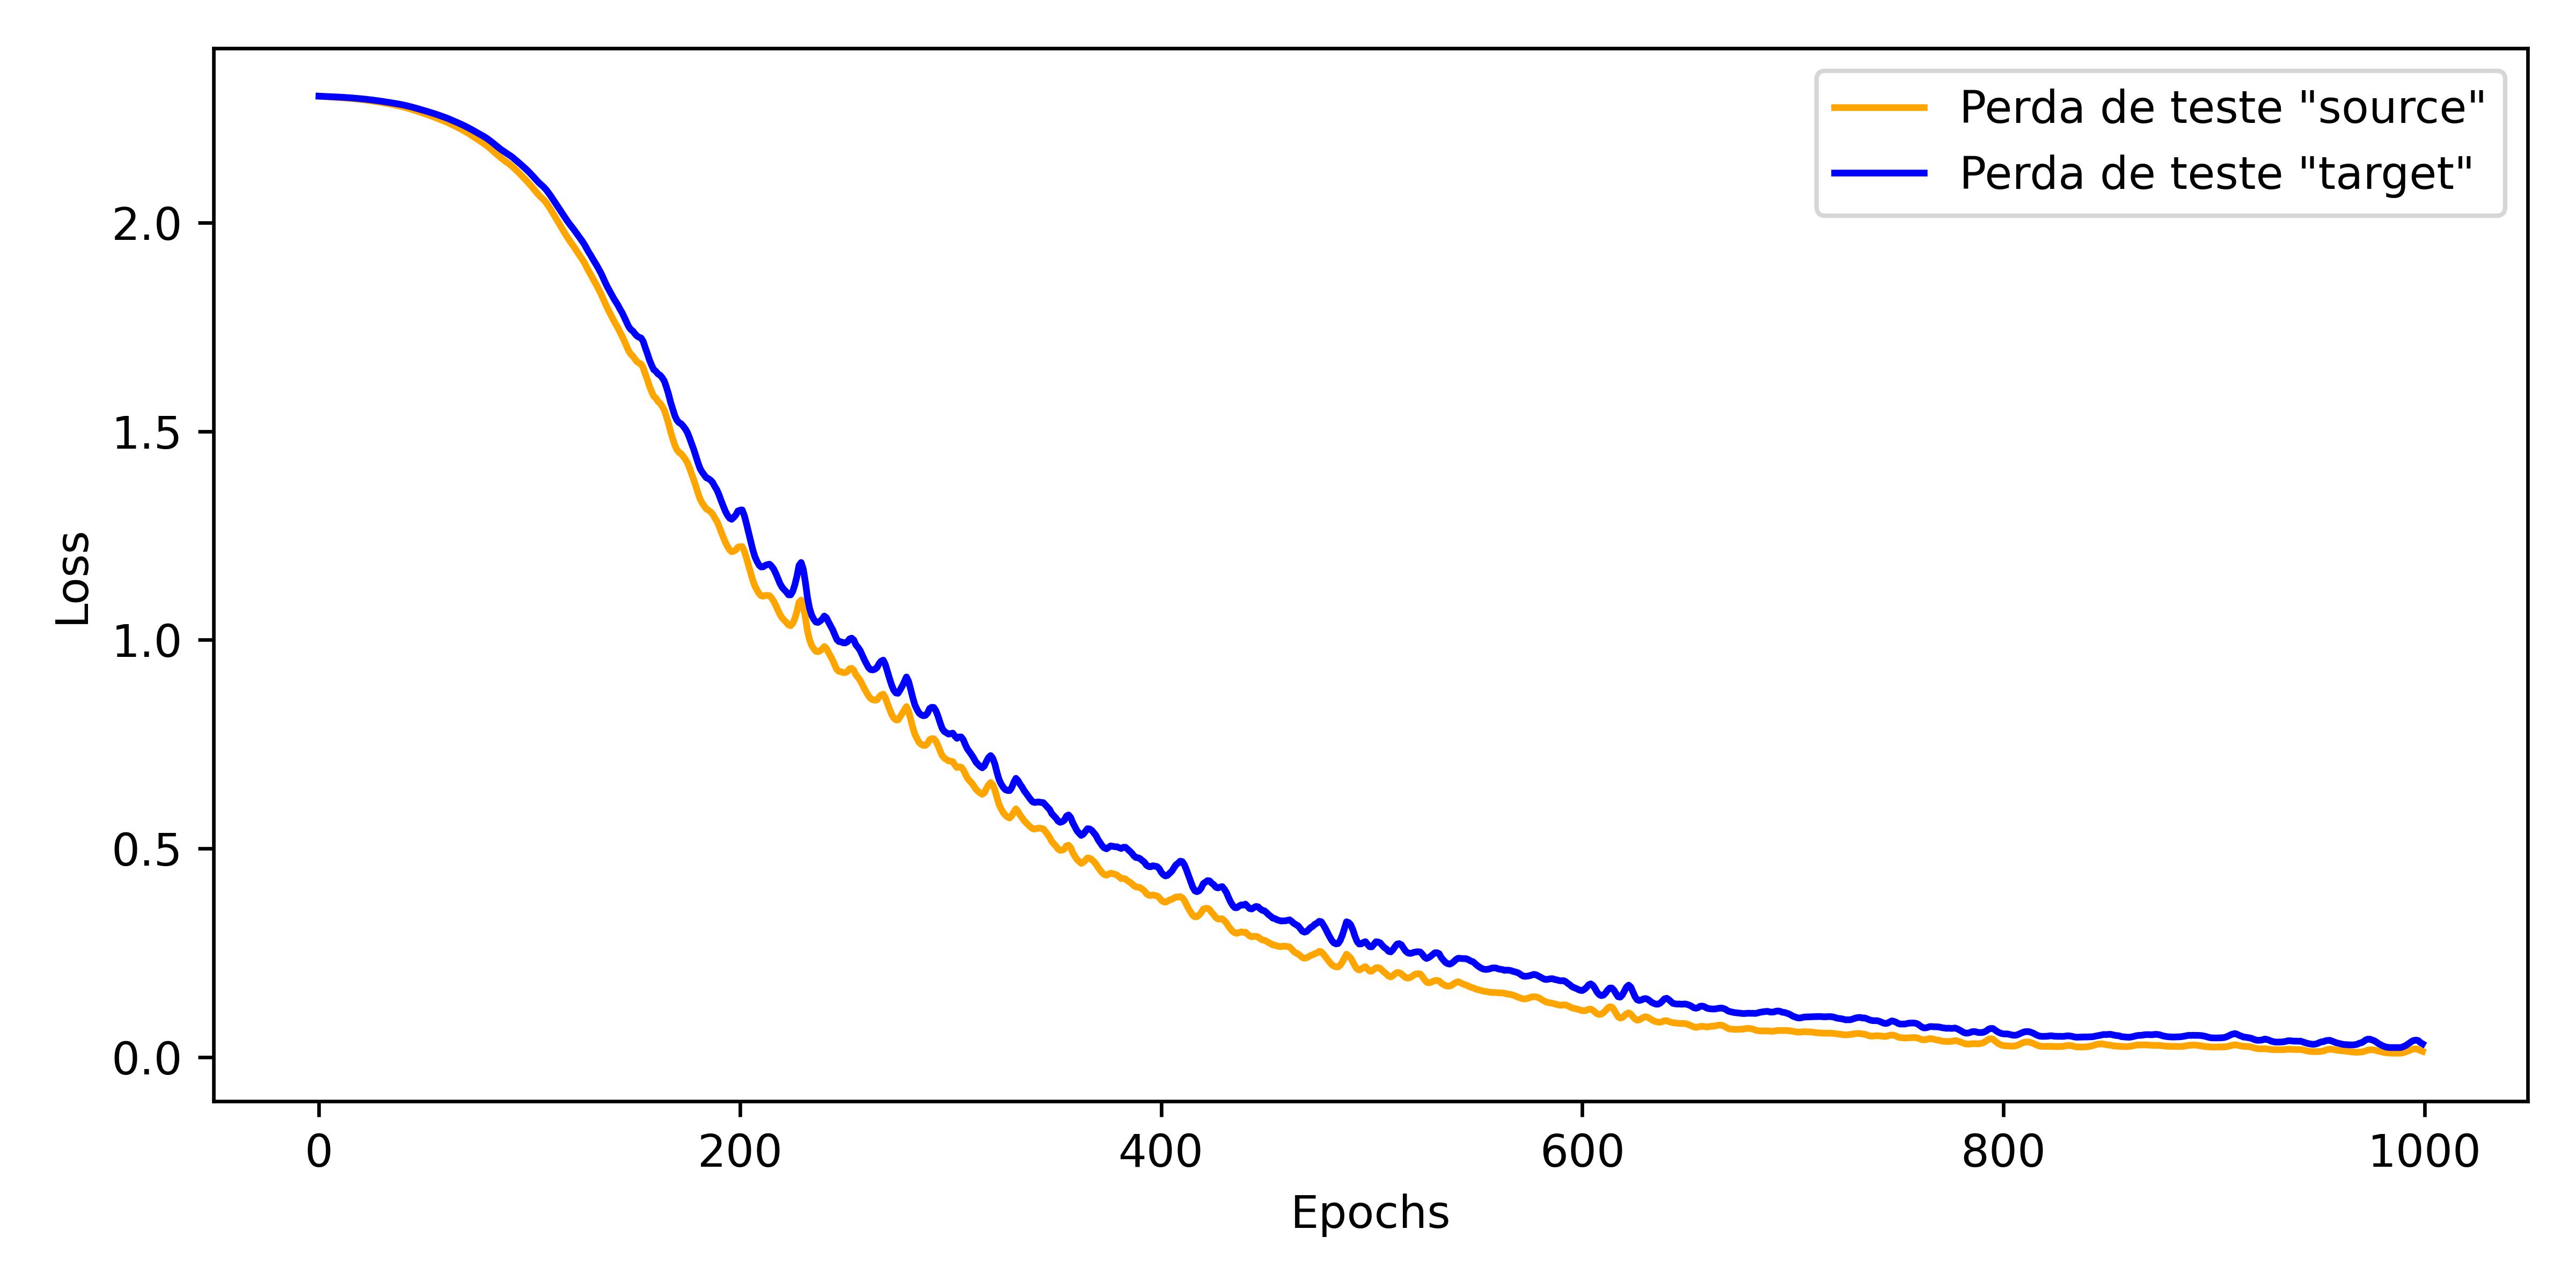 Perda de teste "source"
Perda de teste "target"
2.0
1.5
1.0
0.5
0.0
Loss
0 200 400 600 800 1000
Epochs